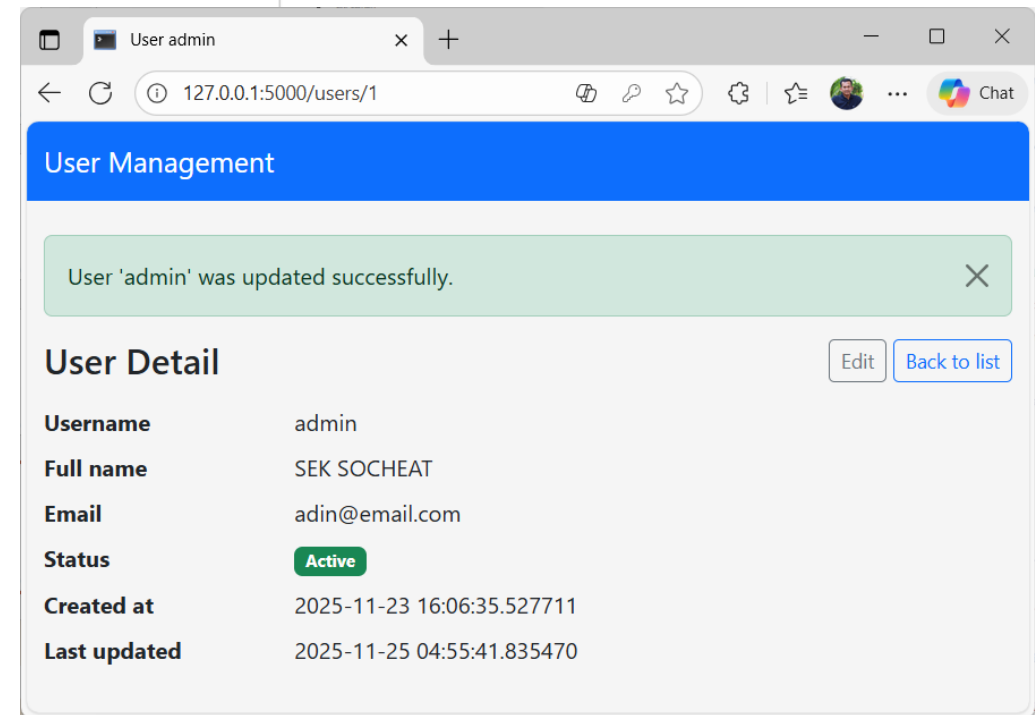 User admin
127.0.0.1:5000/users/1
Chat
User Management
User 'admin' was updated successfully.
User Detail
Edit Back to list
Username admin
Full name SEK SOCHEAT
Email adin@email.com
Status Active
Created at 2025-11-23 16:06:35.527711
Last updated 2025-11-25 04:55:41.835470